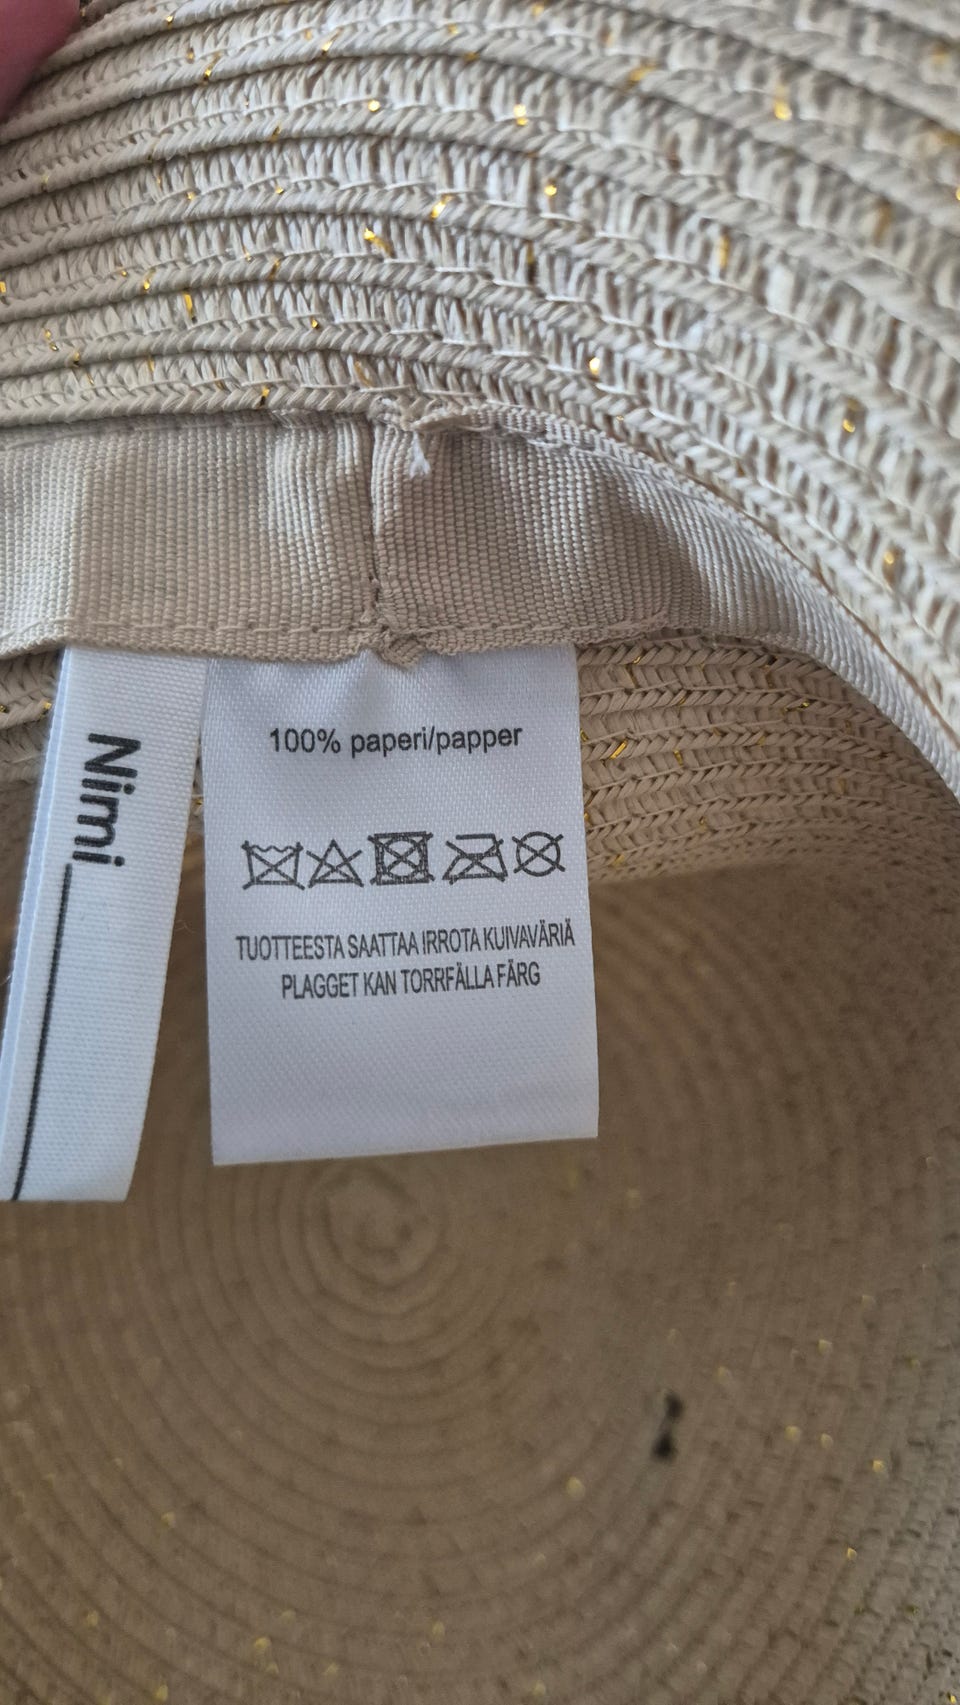 Nimi
100% paperi/papper
TUOTTEESTA SAATTAA IRROTA KUIVAVÄRIÄ
PLAGGET KAN TORRFÄLLA FÄRG